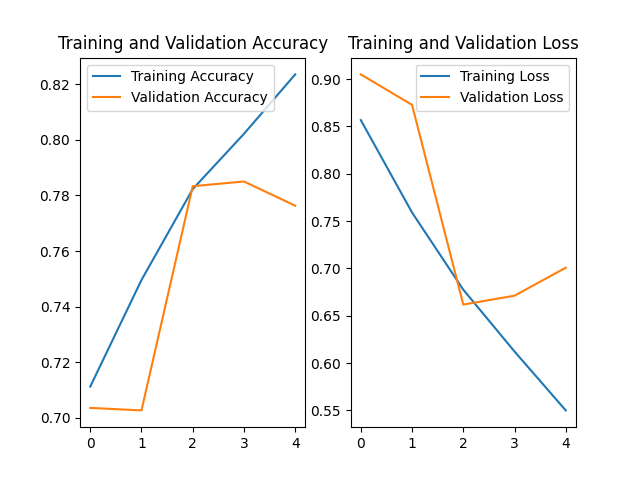 Training and Validation Accuracy
Training Accuracy
Validation Accuracy
0.82
0.80
0.78
0.76
0.74
0.72
0.70
0 1 2 3 4
Training and Validation Loss
Training Loss
Validation Loss
0.90
0.85
0.80
0.75
0.70
0.65
0.60
0.55
0 1 2 3 4